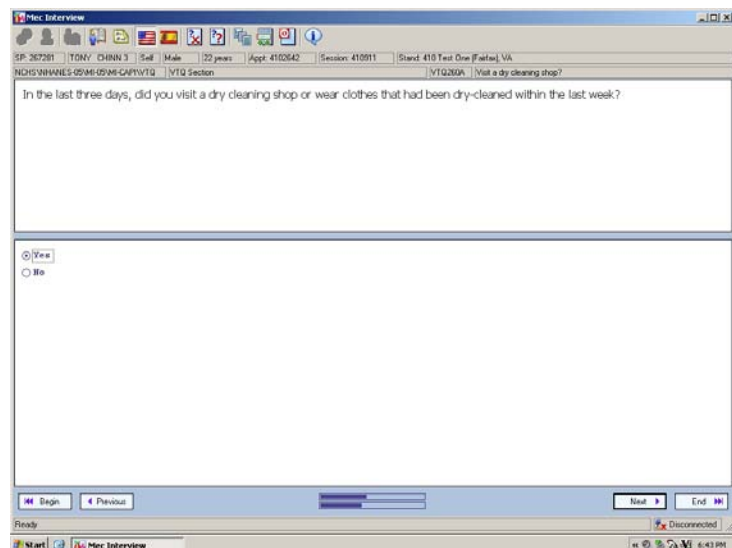 Mec Interview
SP: 267281 TONY CHINN 3 Self Male 22 years Appt: 4102642 Session: 410911 Stand: 410 Test One (Fairfax), VA
NCHS\NHANES-05\MI-05\MI-CAPI\VTQ VTQ Section VTQ260A Visit a dry cleaning shop?
In the last three days, did you visit a dry cleaning shop or wear clothes that had been dry-cleaned within the last week?
Yes
No
Begin Previous Next End
Ready Disconnected
Start Mec Interview 6:43 PM